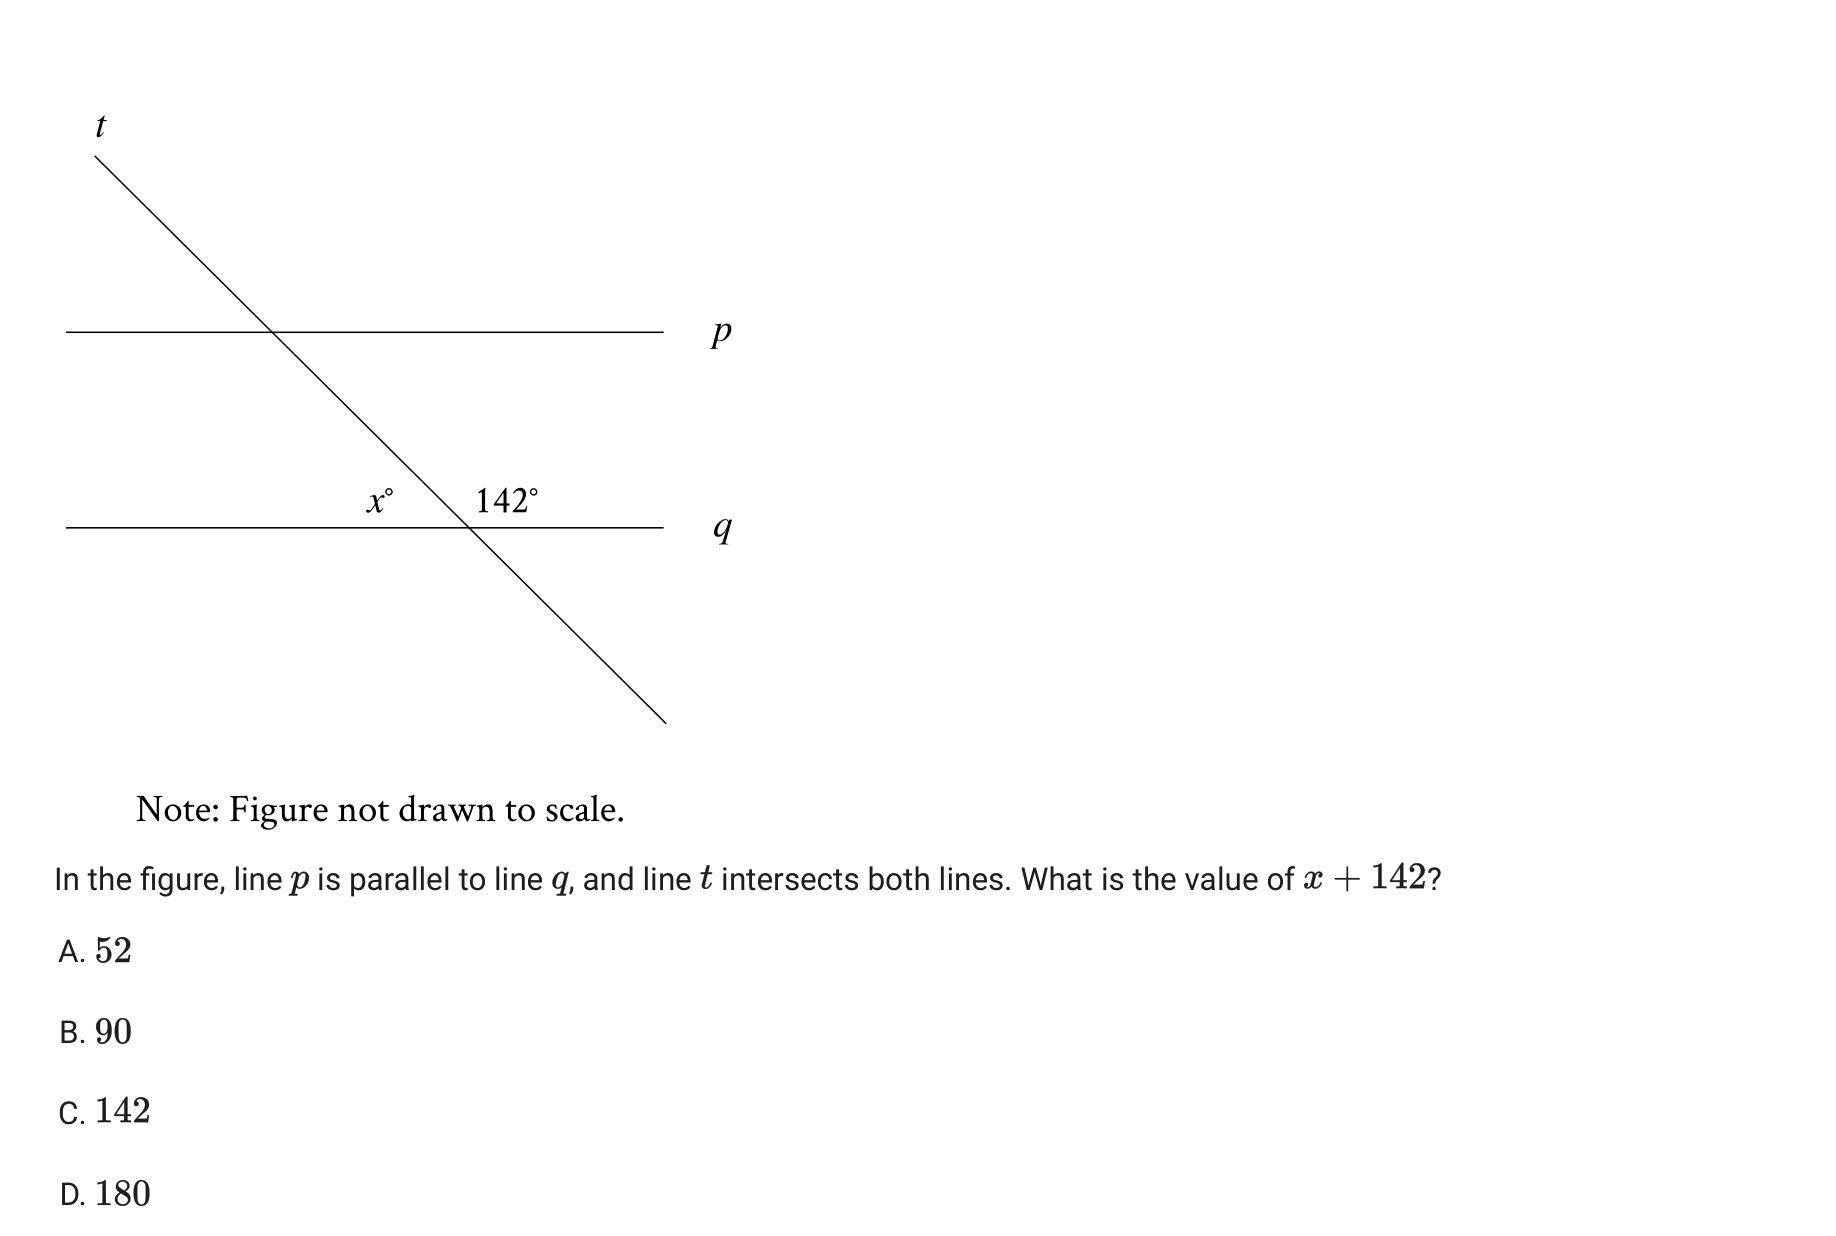 t
p
x° 142°
q
Note: Figure not drawn to scale.
In the figure, line p is parallel to line q, and line t intersects both lines. What is the value of x + 142?
A. 52
B. 90
C. 142
D. 180